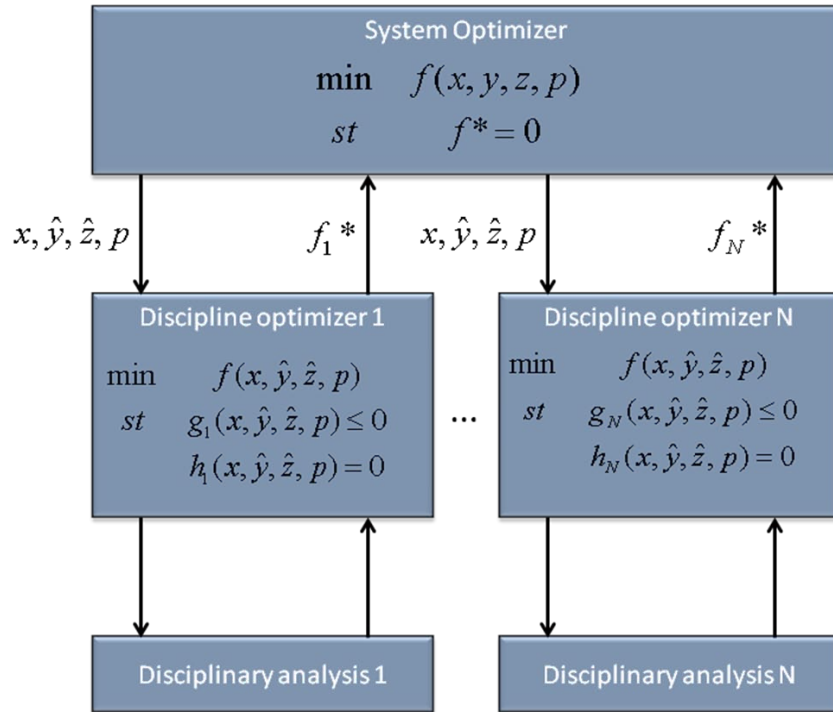 System Optimizer
min f(x, y, z, p)
st f* = 0
x, ŷ, ẑ, p
f₁*
x, ŷ, ẑ, p
f_N*
Discipline optimizer 1
min f(x, ŷ, ẑ, p)
st g₁(x, ŷ, ẑ, p) ≤ 0
h₁(x, ŷ, ẑ, p) = 0
...
Discipline optimizer N
min f(x, ŷ, ẑ, p)
st g_N(x, ŷ, ẑ, p) ≤ 0
h_N(x, ŷ, ẑ, p) = 0
Disciplinary analysis 1
Disciplinary analysis N